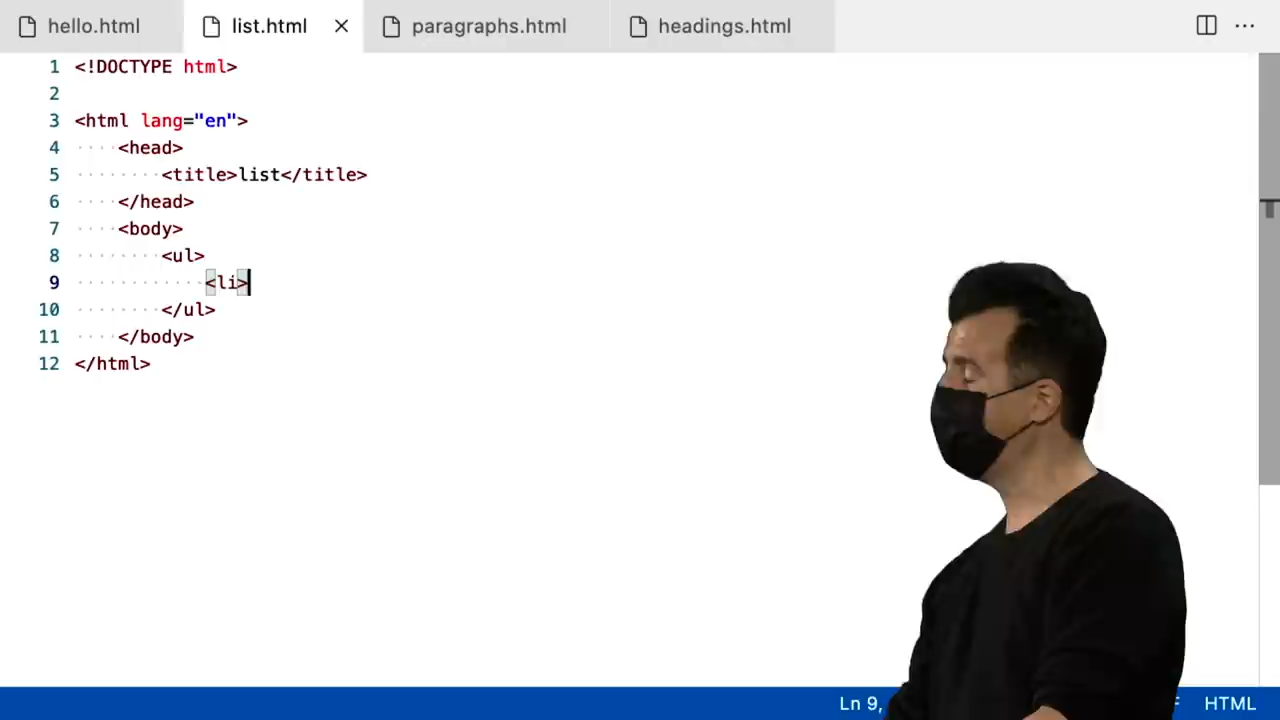 hello.html list.html paragraphs.html headings.html
1 <!DOCTYPE html>
2
3 <html lang="en">
4 <head>
5 <title>list</title>
6 </head>
7 <body>
8 <ul>
9 <li>
10 </ul>
11 </body>
12 </html>
Ln 9, HTML